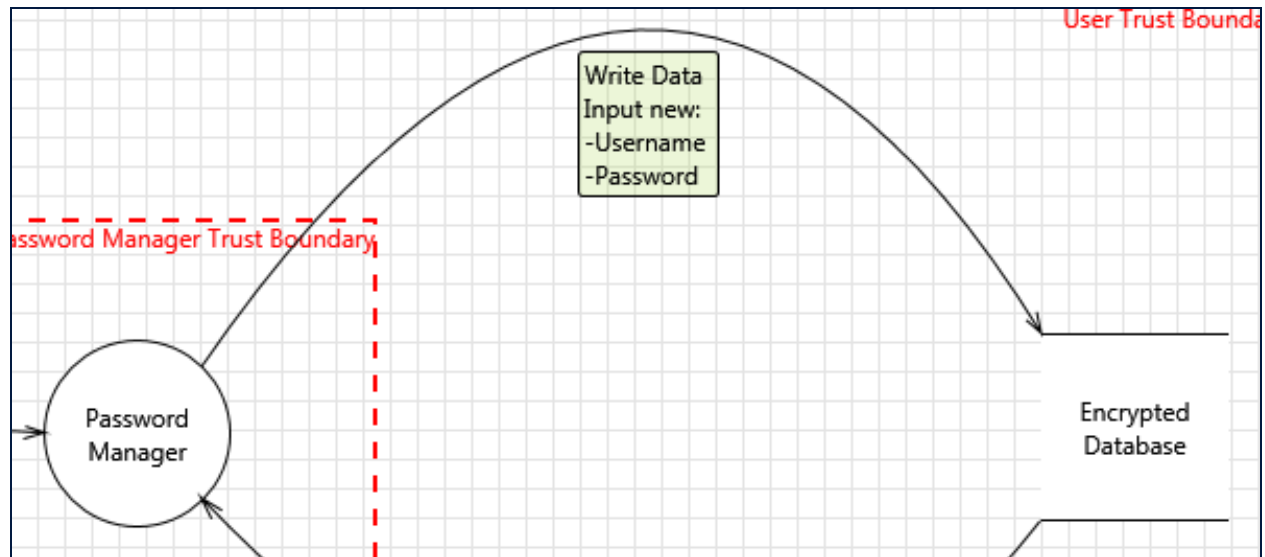 User Trust Bounda
Write Data
Input new:
-Username
-Password
assword Manager Trust Boundary
Password
Manager
Encrypted
Database